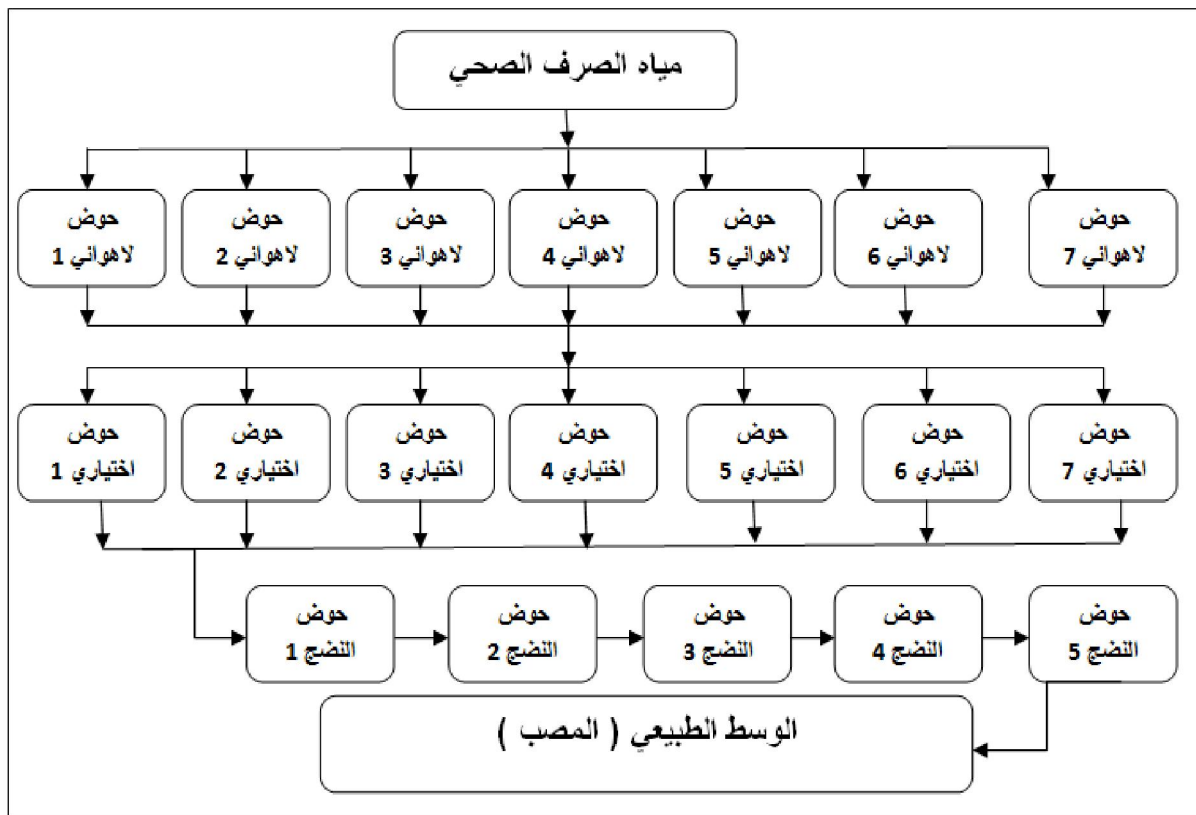 مياه الصرف الصحي
حوض
لاهوائي 1
حوض
لاهوائي 2
حوض
لاهوائي 3
حوض
لاهوائي 4
حوض
لاهوائي 5
حوض
لاهوائي 6
حوض
لاهوائي 7
حوض
اختياري 1
حوض
اختياري 2
حوض
اختياري 3
حوض
اختياري 4
حوض
اختياري 5
حوض
اختياري 6
حوض
اختياري 7
حوض
النضج 1
حوض
النضج 2
حوض
النضج 3
حوض
النضج 4
حوض
النضج 5
الوسط الطبيعي ( المصب )